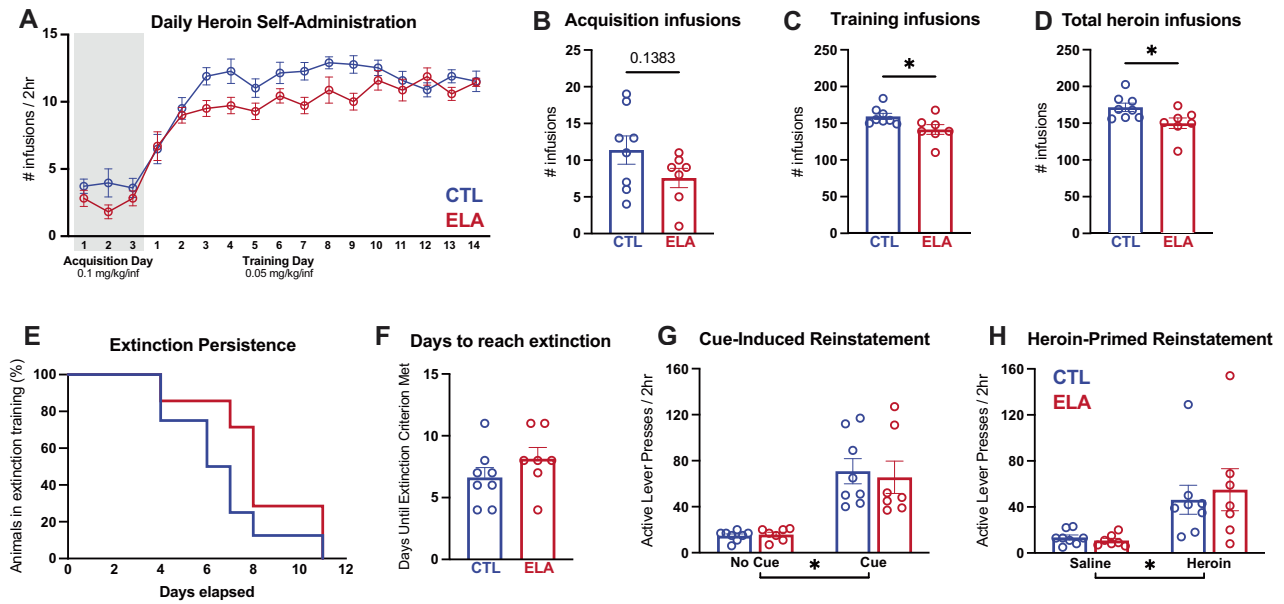 A
Daily Heroin Self-Administration
# infusions / 2hr
15
10
5
0
CTL
ELA
1 2 3 1 2 3 4 5 6 7 8 9 10 11 12 13 14
Acquisition Day
0.1 mg/kg/inf
Training Day
0.05 mg/kg/inf
B
Acquisition infusions
# infusions
25
20
15
10
5
0
0.1383
CTL ELA
C
Training infusions
# infusions
250
200
150
100
50
0
*
CTL ELA
D
Total heroin infusions
# infusions
250
200
150
100
50
0
*
CTL ELA
E
Extinction Persistence
Animals in extinction training (%)
100
80
60
40
20
0
0 2 4 6 8 10 12
Days elapsed
F
Days to reach extinction
Days Until Extinction Criterion Met
15
10
5
0
CTL ELA
G
Cue-Induced Reinstatement
Active Lever Presses / 2hr
160
120
80
40
0
No Cue Cue
*
H
Heroin-Primed Reinstatement
Active Lever Presses / 2hr
160
120
80
40
0
CTL
ELA
Saline Heroin
*